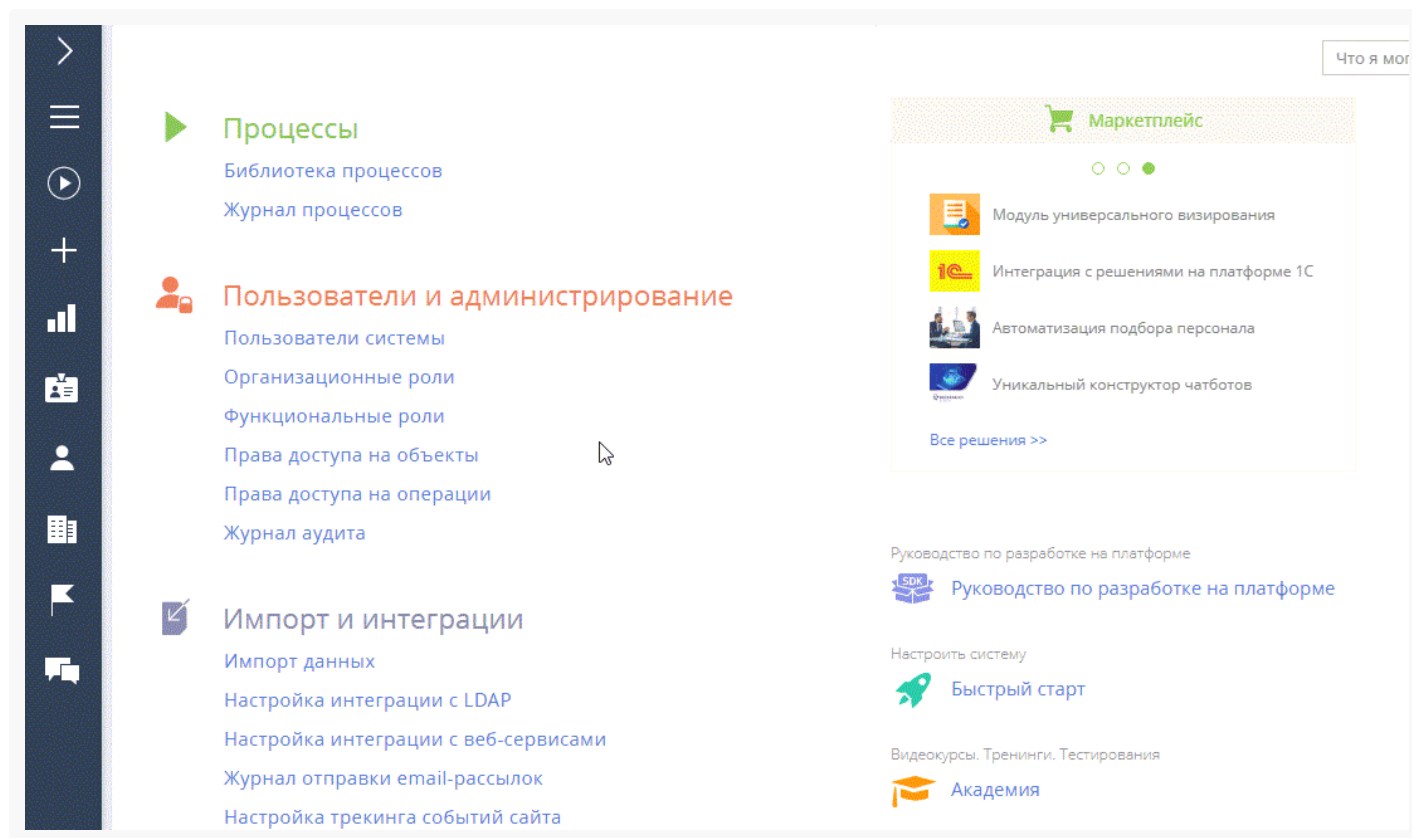 Что я мог
Процессы
Библиотека процессов
Журнал процессов
Пользователи и администрирование
Пользователи системы
Организационные роли
Функциональные роли
Права доступа на объекты
Права доступа на операции
Журнал аудита
Импорт и интеграции
Импорт данных
Настройка интеграции с LDAP
Настройка интеграции с веб-сервисами
Журнал отправки email-рассылок
Настройка трекинга событий сайта
Маркетплейс
Модуль универсального визирования
1С
Интеграция с решениями на платформе 1С
Автоматизация подбора персонала
Уникальный конструктор чатботов
Все решения >>
Руководство по разработке на платформе
SDK
Руководство по разработке на платформе
Настроить систему
Быстрый старт
Видеокурсы. Тренинги. Тестирования
Академия